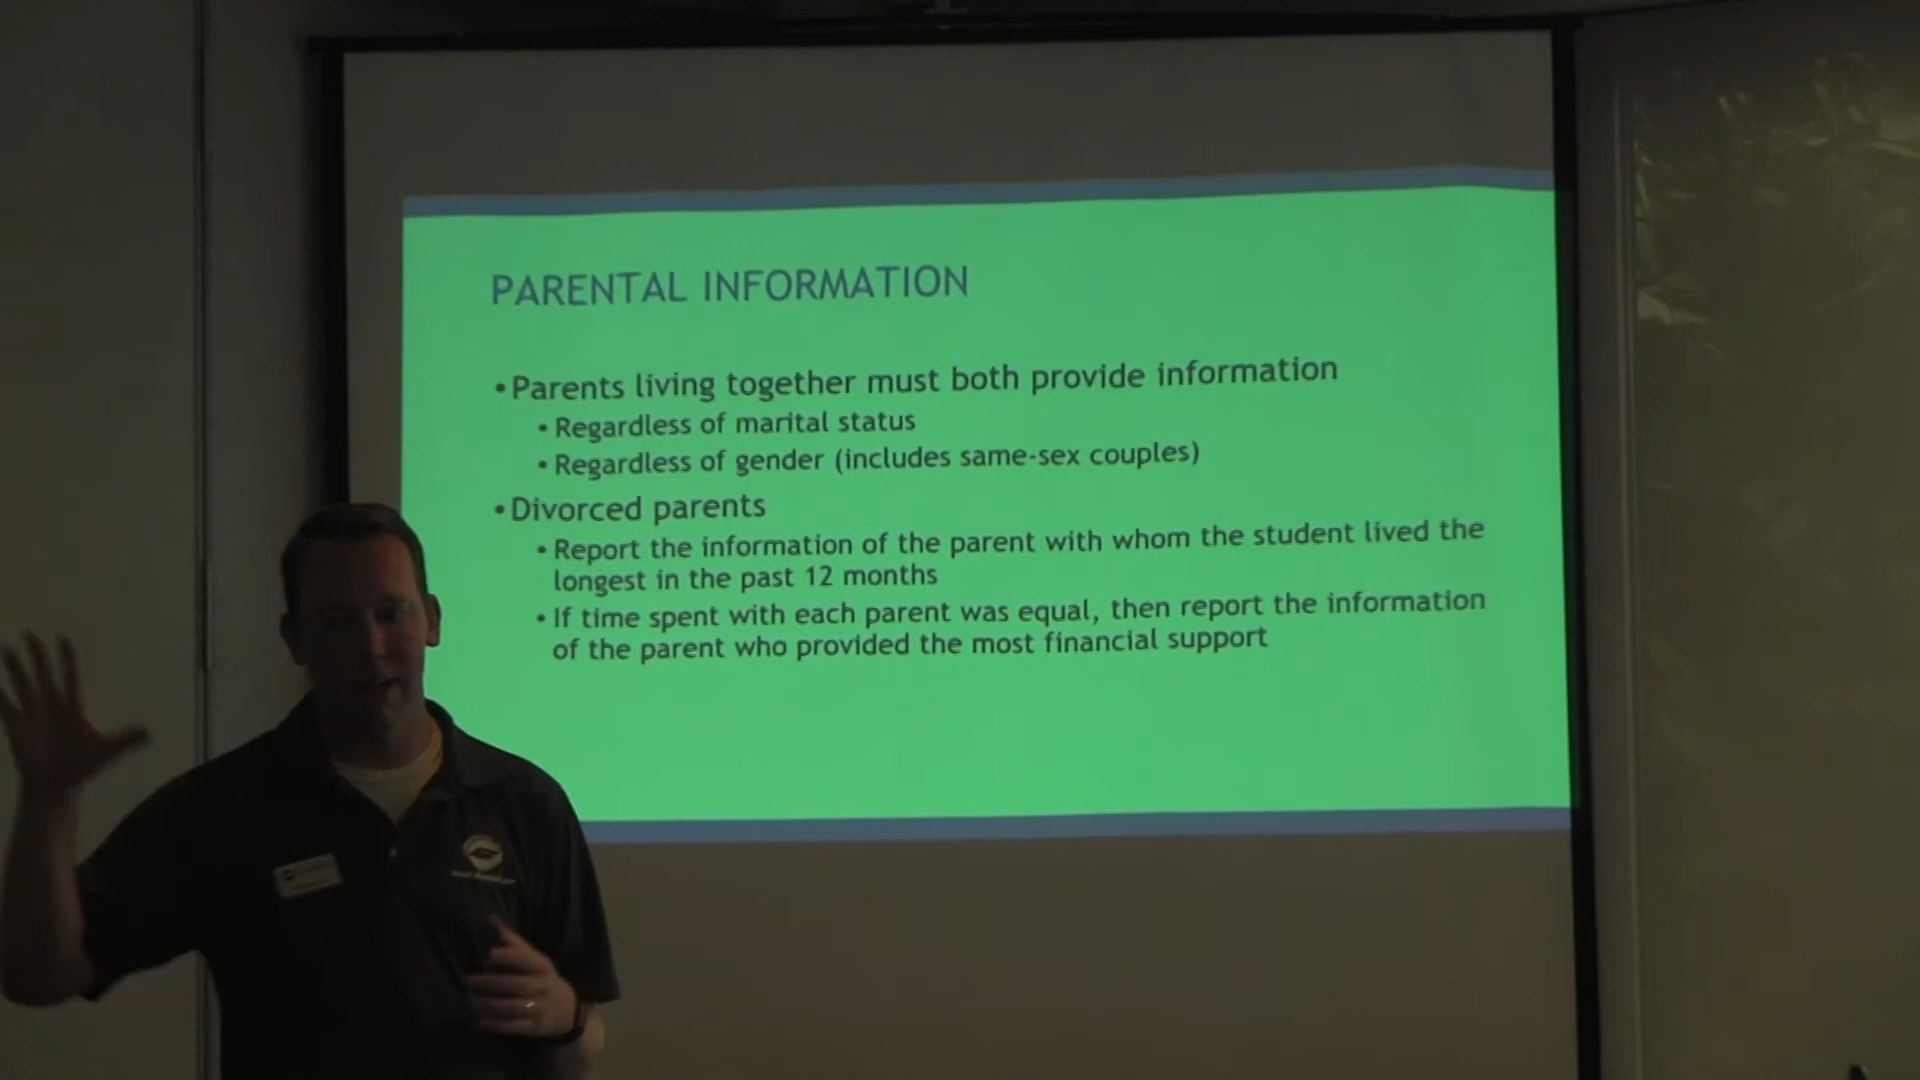 PARENTAL INFORMATION
•Parents living together must both provide information
•Regardless of marital status
•Regardless of gender (includes same-sex couples)
•Divorced parents
•Report the information of the parent with whom the student lived the
longest in the past 12 months
•If time spent with each parent was equal, then report the information
of the parent who provided the most financial support